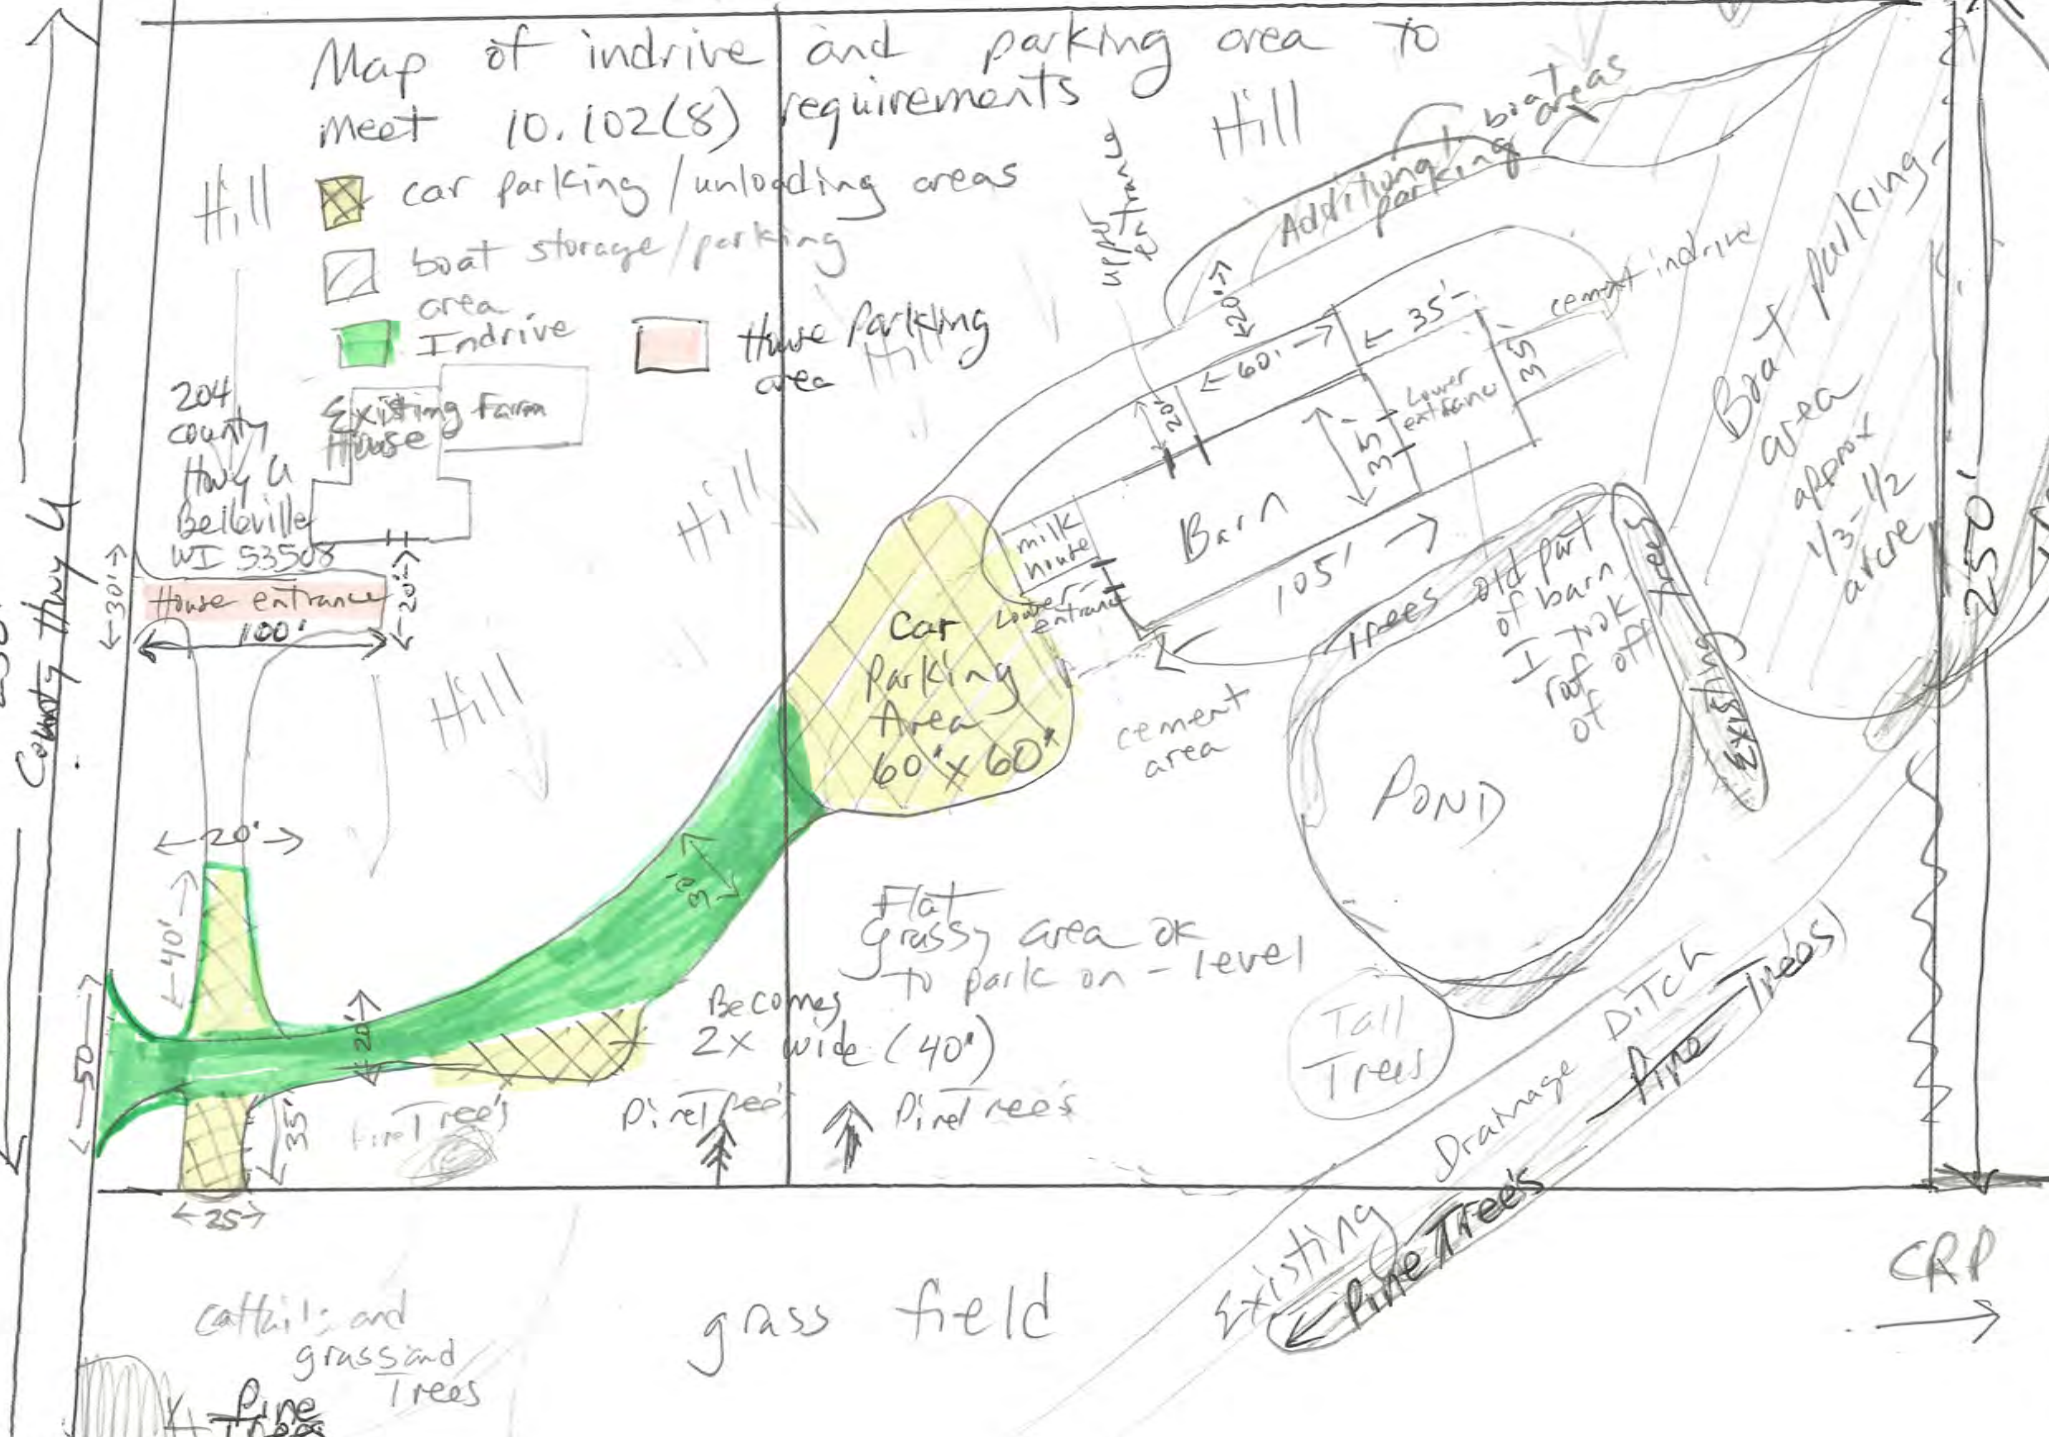 Map of indrive and parking area to
meet 10.102(8) requirements
car parking/unloading areas
boat storage/parking
area
Indrive
House Parking
area
Hill
Hill
Hill
Hill
Hill
204
County
Hwy U
Belleville
WI 53508
Existing Farm
House
County Hwy U
←30'→
House entrance
100'
←20'→
upper
entrance
Additional boat
parking areas
←20'→
←60'→
←35'-
35'
cement indrive
20'
35'
Lower
entrance
Barn
105' →
milk
house
Lower
entrance
cement
area
Boat parking
area
approx
1/3-1/2
acre
250'
Trees
Existing Trees
old part
of barn
I took
roof off
of
Car
Parking
Area
60' x 60'
POND
←20'→
←40'→
←50→
←20'→
35'
←25→
Becomes
2x wide (40')
Flat
Grassy area OK
to park on - level
Pine Tree's
Pine Tree's
Pine Tree's
Tall
Trees
Existing Drainage Ditch
Pine Trees
Pine Tree's
CRP
→
grass field
cattails and
grass and
Trees
Pine
Trees